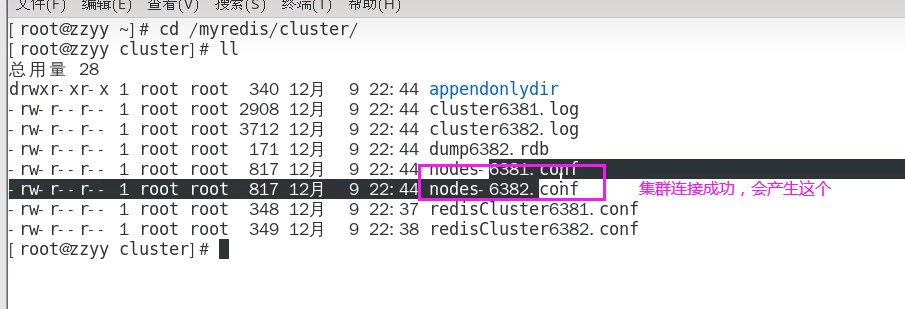 文件(F) 编辑(E) 查看(V) 搜索(S) 终端(T) 帮助(H)
[root@zzyy ~]# cd /myredis/cluster/
[root@zzyy cluster]# ll
总用量 28
drwxr-xr-x 1 root root 340 12月 9 22:44 appendonlydir
-rw-r--r-- 1 root root 2908 12月 9 22:44 cluster6381.log
-rw-r--r-- 1 root root 3712 12月 9 22:44 cluster6382.log
-rw-r--r-- 1 root root 171 12月 9 22:44 dump6382.rdb
-rw-r--r-- 1 root root 817 12月 9 22:44 nodes-6381.conf
-rw-r--r-- 1 root root 817 12月 9 22:44 nodes-6382.conf 集群连接成功，会产生这个
-rw-r--r-- 1 root root 348 12月 9 22:37 redisCluster6381.conf
-rw-r--r-- 1 root root 349 12月 9 22:38 redisCluster6382.conf
[root@zzyy cluster]#